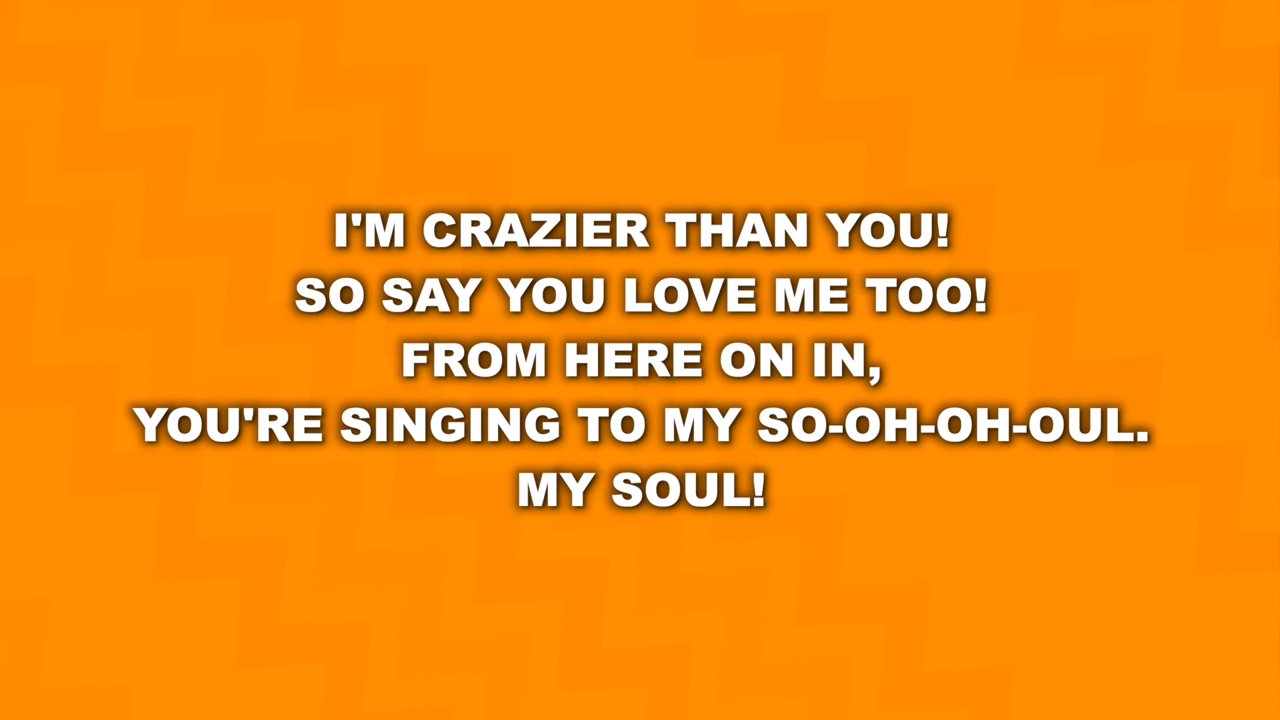 I'M CRAZIER THAN YOU!
SO SAY YOU LOVE ME TOO!
FROM HERE ON IN,
YOU'RE SINGING TO MY SO-OH-OH-OUL.
MY SOUL!